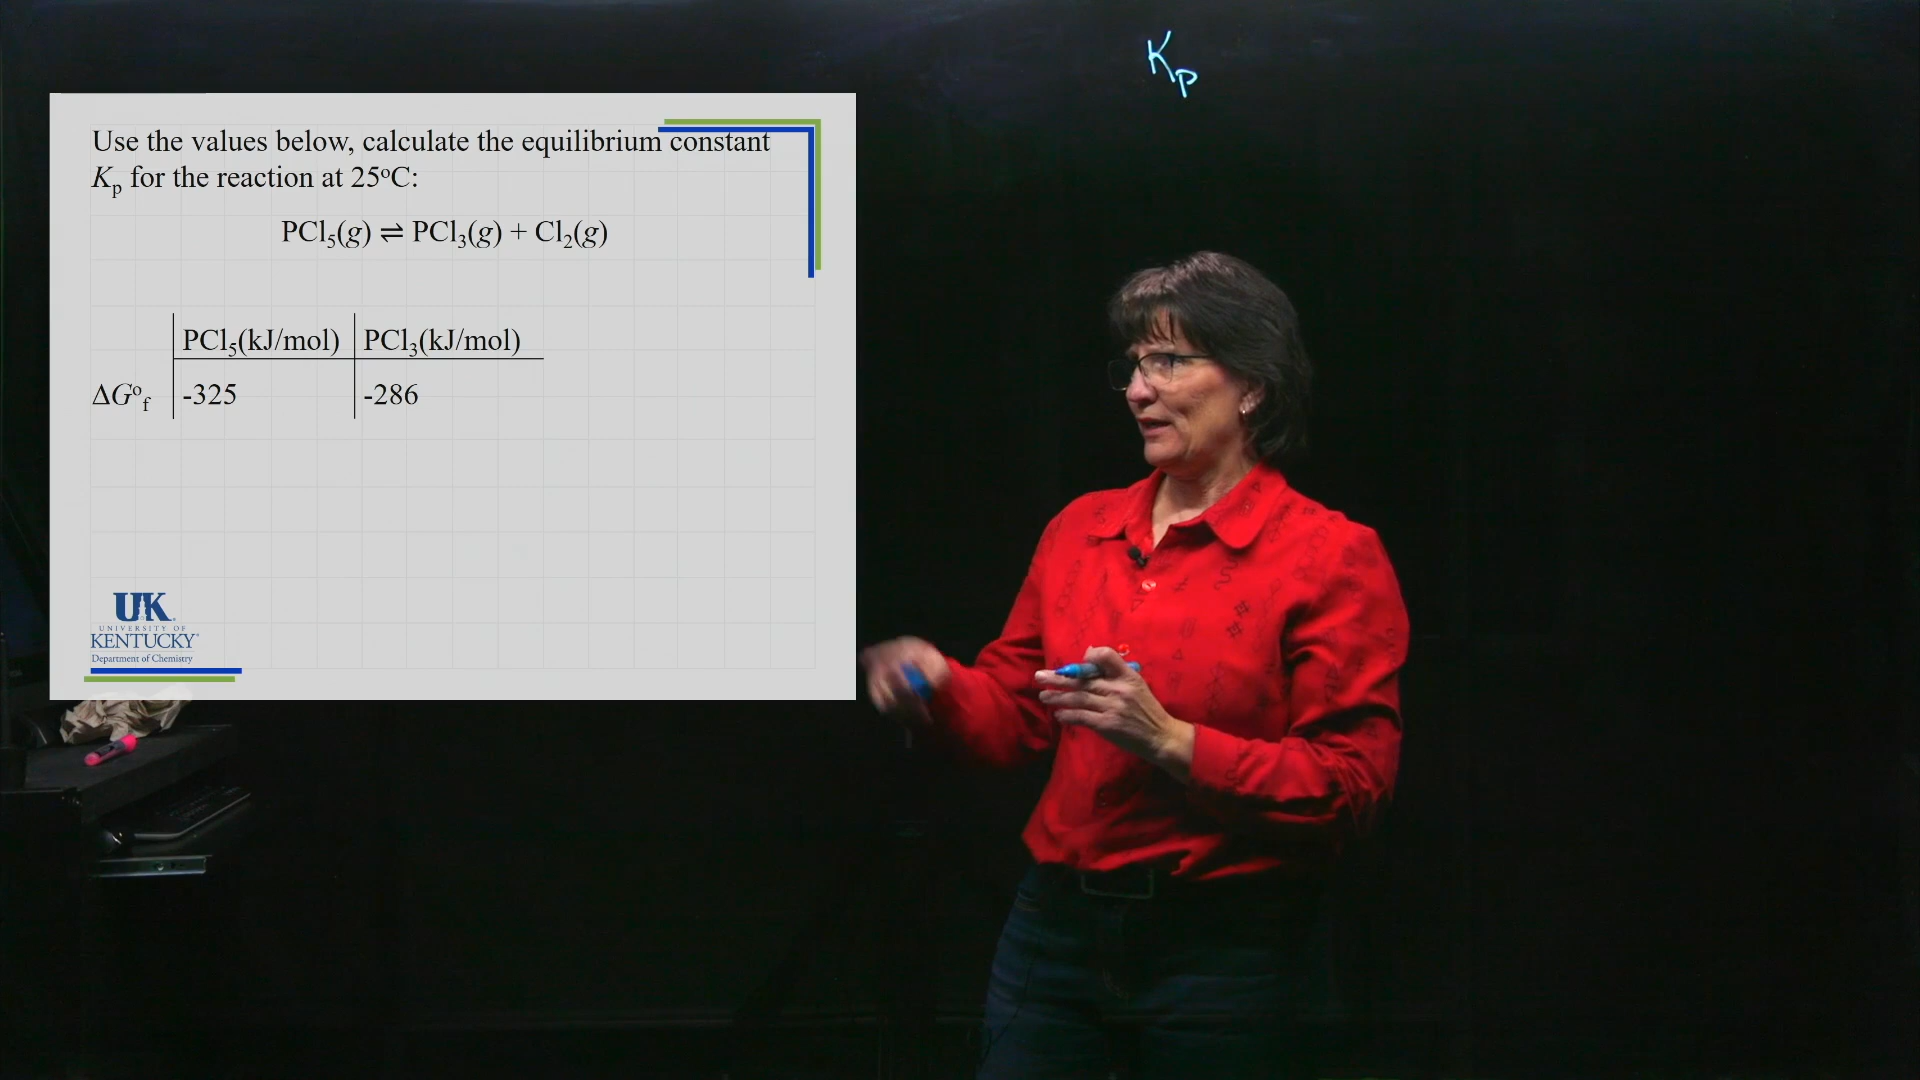 Kp
Use the values below, calculate the equilibrium constant
Kp for the reaction at 25°C:
PCl₅(g) ⇌ PCl₃(g) + Cl₂(g)
PCl₅(kJ/mol) PCl₃(kJ/mol)
ΔG°f -325 -286
UK
UNIVERSITY OF
KENTUCKY
Department of Chemistry